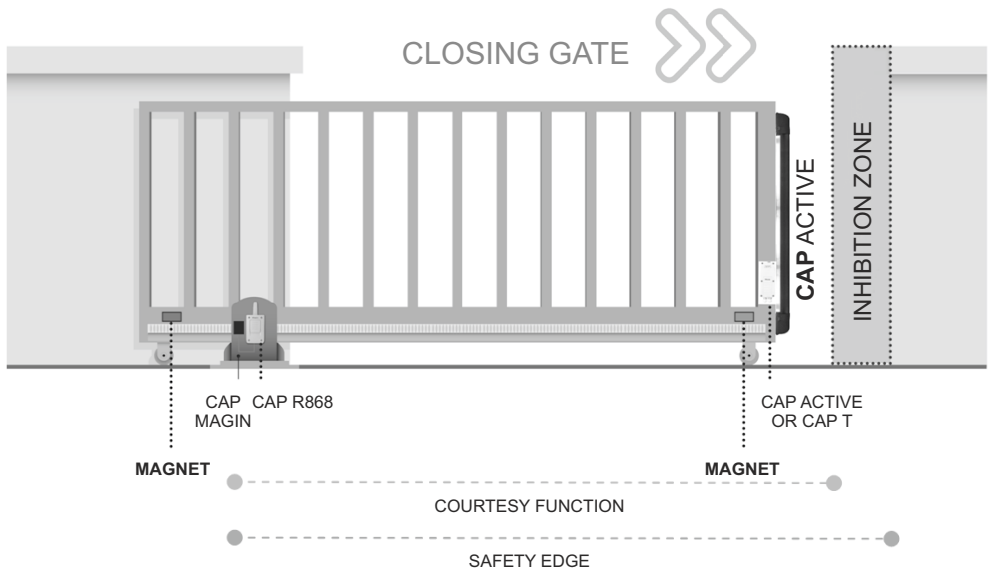 CLOSING GATE
CAP ACTIVE
INHIBITION ZONE
CAP
MAGIN
CAP R868
CAP ACTIVE
OR CAP T
MAGNET
MAGNET
COURTESY FUNCTION
SAFETY EDGE